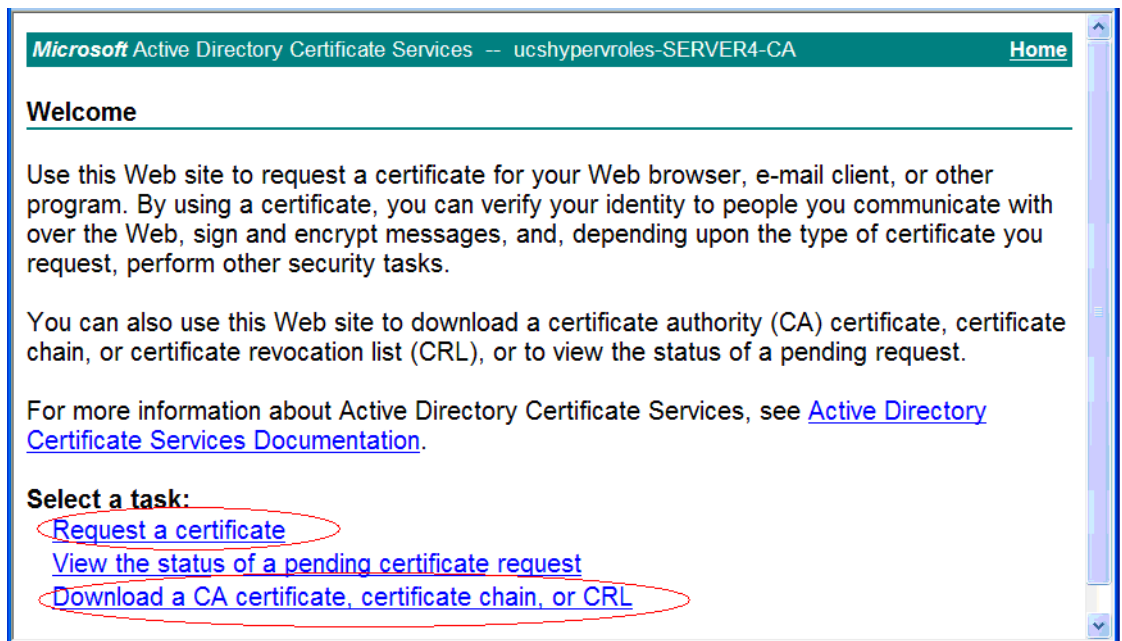 Microsoft Active Directory Certificate Services -- ucshypervroles-SERVER4-CA Home
Welcome
Use this Web site to request a certificate for your Web browser, e-mail client, or other
program. By using a certificate, you can verify your identity to people you communicate with
over the Web, sign and encrypt messages, and, depending upon the type of certificate you
request, perform other security tasks.
You can also use this Web site to download a certificate authority (CA) certificate, certificate
chain, or certificate revocation list (CRL), or to view the status of a pending request.
For more information about Active Directory Certificate Services, see Active Directory
Certificate Services Documentation.
Select a task:
Request a certificate
View the status of a pending certificate request
Download a CA certificate, certificate chain, or CRL